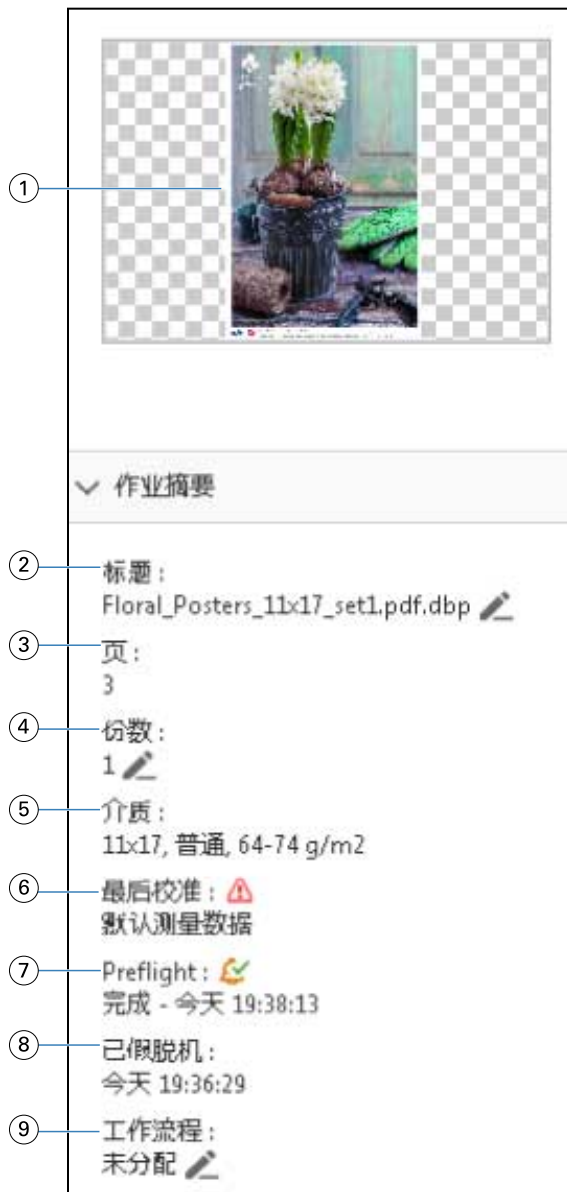 ①
作业摘要
② 标题 :
Floral_Posters_11x17_set1.pdf.dbp
③ 页 :
3
④ 份数 :
1
⑤ 介质 :
11x17, 普通, 64-74 g/m2
⑥ 最后校准 :
默认测量数据
⑦ Preflight :
完成 - 今天 19:38:13
⑧ 已假脱机 :
今天 19:36:29
⑨ 工作流程 :
未分配